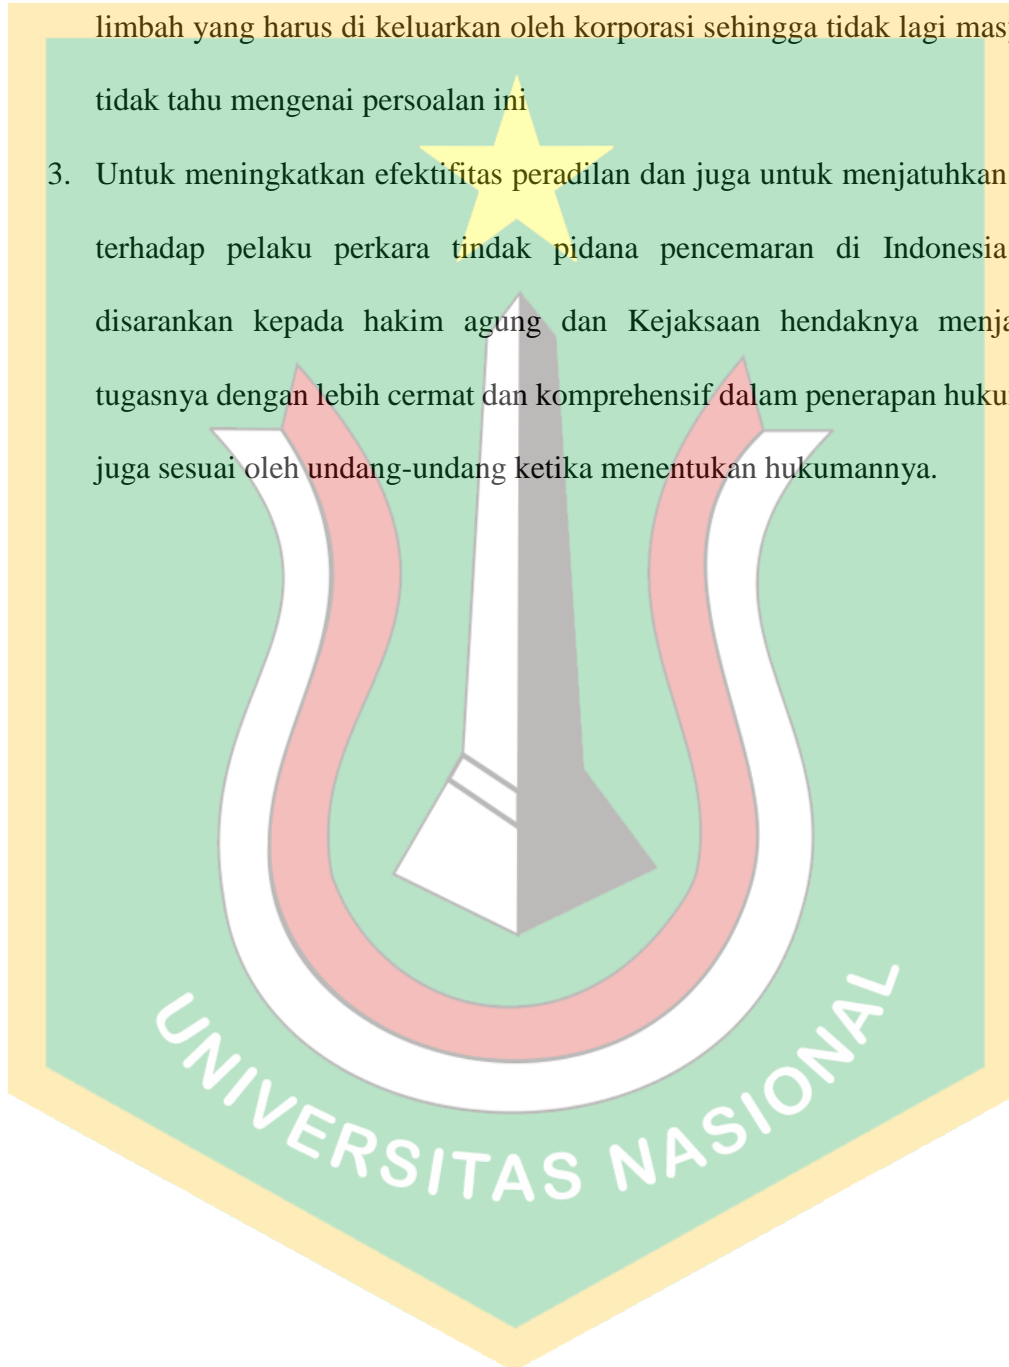 limbah yang harus di keluarkan oleh korporasi sehingga tidak lagi
tidak tahu mengenai persoalan ini
3. Untuk meningkatkan efektifitas peradilan dan juga untuk menjatuhkan
terhadap pelaku perkara tindak pidana pencemaran di Indonesia
disarankan kepada hakim agung dan Kejaksaan hendaknya
tugasnya dengan lebih cermat dan komprehensif dalam penerapan
juga sesuai oleh undang-undang ketika menentukan hukumannya.
UNIVERSITAS NASIONAL